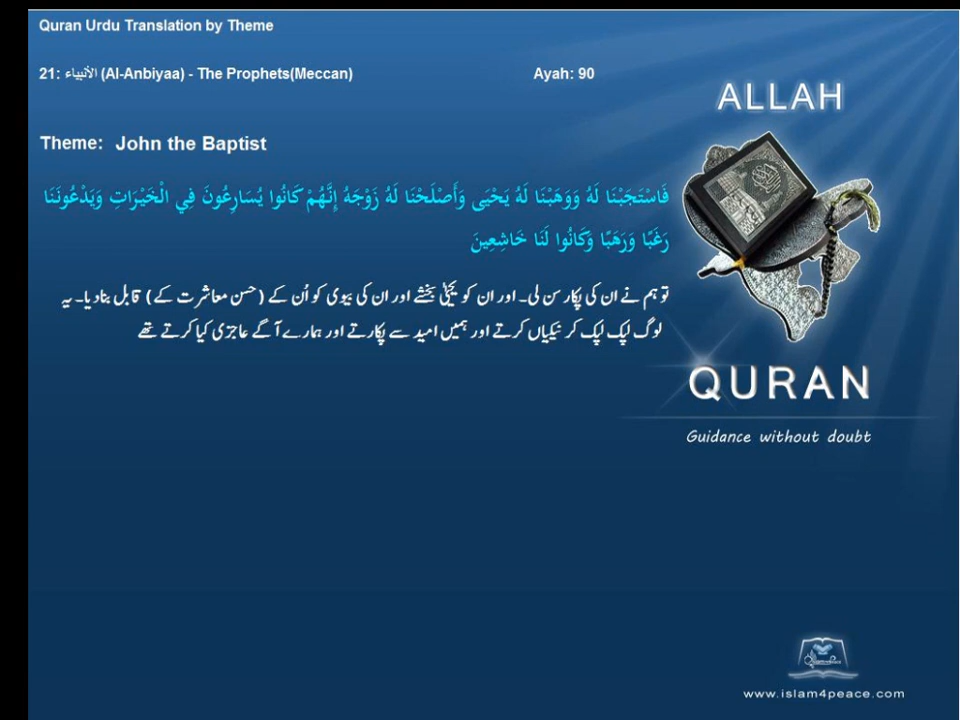 Quran Urdu Translation by Theme
21: الأنبياء (Al-Anbiyaa) - The Prophets(Meccan) Ayah: 90
Theme: John the Baptist
فَاسْتَجَبْنَا لَهُ وَوَهَبْنَا لَهُ يَحْيَى وَأَصْلَحْنَا لَهُ زَوْجَهُ إِنَّهُمْ كَانُوا يُسَارِعُونَ فِي الْخَيْرَاتِ وَيَدْعُونَنَا
رَغَبًا وَرَهَبًا وَكَانُوا لَنَا خَاشِعِينَ
تو ہم نے ان کی پکار سن لی۔ اور ان کو یحییٰ بخشے اور ان کی بیوی کو اُن کے (حسن معاشرت کے) قابل بنادیا۔ یہ
لوگ لپک لپک کر نیکیاں کرتے اور ہمیں امید سے پکارتے اور ہمارے آگے عاجزی کیا کرتے تھے
ALLAH
QURAN
Guidance without doubt
www.islam4peace.com